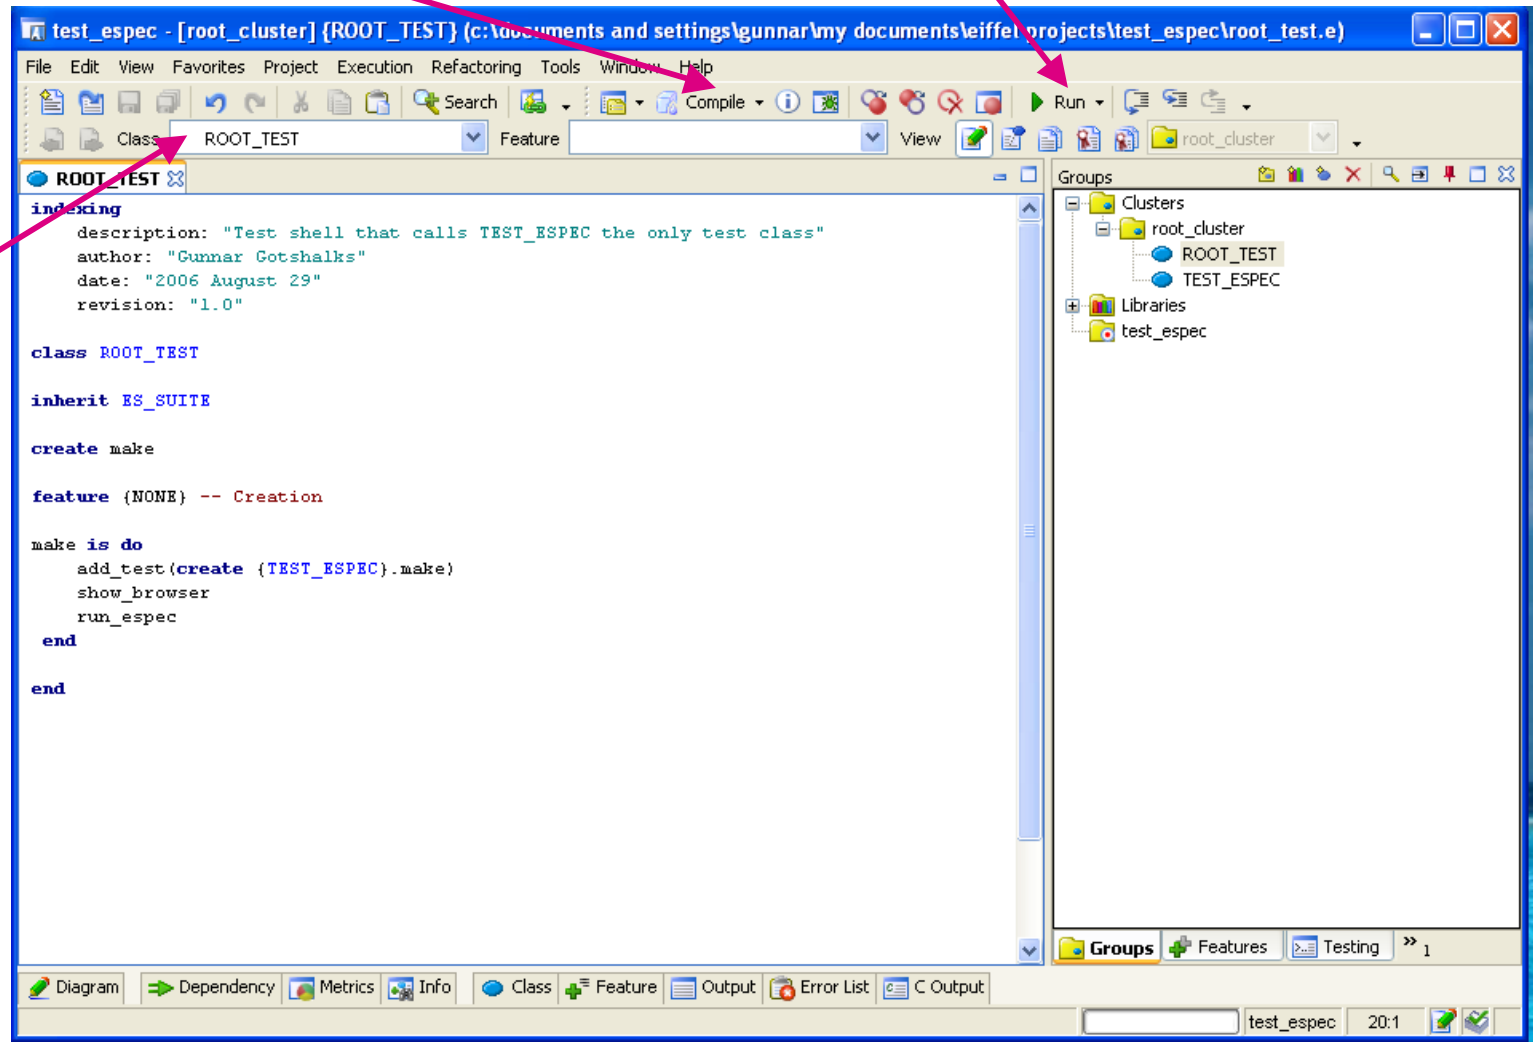 test_espec - [root_cluster] {ROOT_TEST} (c:\documents and settings\gunnar\my documents\eiffel projects\test_espec\root_test.e)
File Edit View Favorites Project Execution Refactoring Tools Window Help
Search Compile Run
Class ROOT_TEST Feature View root_cluster
ROOT_TEST
Groups
indexing
description: "Test shell that calls TEST_ESPEC the only test class"
author: "Gunnar Gotshalks"
date: "2006 August 29"
revision: "1.0"
class ROOT_TEST
inherit ES_SUITE
create make
feature {NONE} -- Creation
make is do
add_test(create {TEST_ESPEC}.make)
show_browser
run_espec
end
end
Clusters
root_cluster
ROOT_TEST
TEST_ESPEC
Libraries
test_espec
Groups Features Testing » 1
Diagram Dependency Metrics Info Class Feature Output Error List C Output
test_espec 20:1